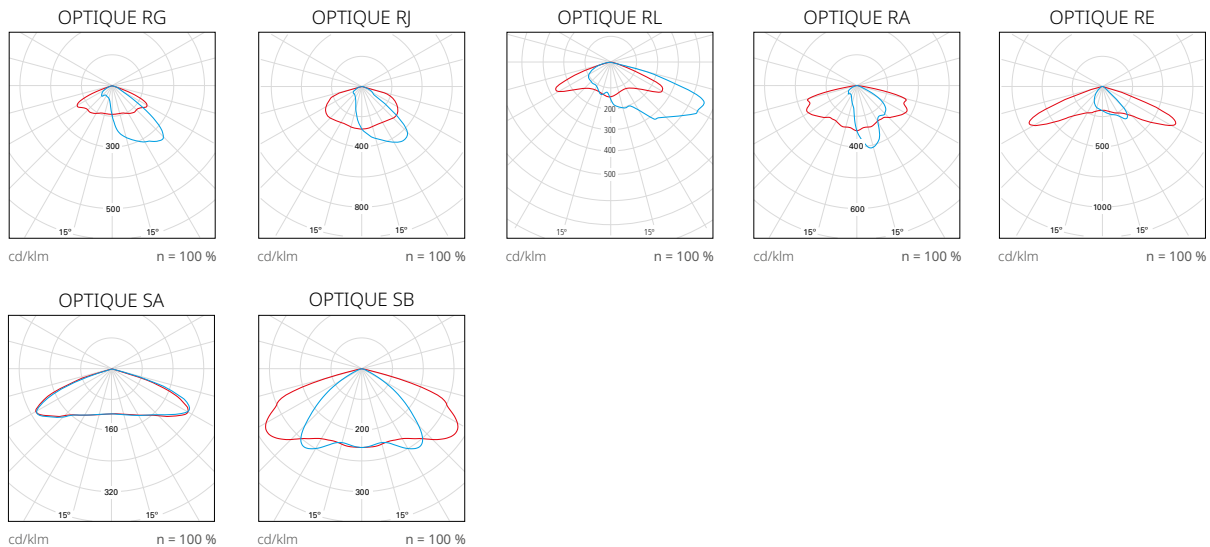 OPTIQUE RG
300
500
15° 15°
cd/klm n = 100 %
OPTIQUE RJ
400
800
15° 15°
cd/klm n = 100 %
OPTIQUE RL
200
300
400
500
15° 15°
cd/klm n = 100 %
OPTIQUE RA
400
600
15° 15°
cd/klm n = 100 %
OPTIQUE RE
500
1000
15° 15°
cd/klm n = 100 %
OPTIQUE SA
160
320
15° 15°
cd/klm n = 100 %
OPTIQUE SB
200
300
15° 15°
cd/klm n = 100 %